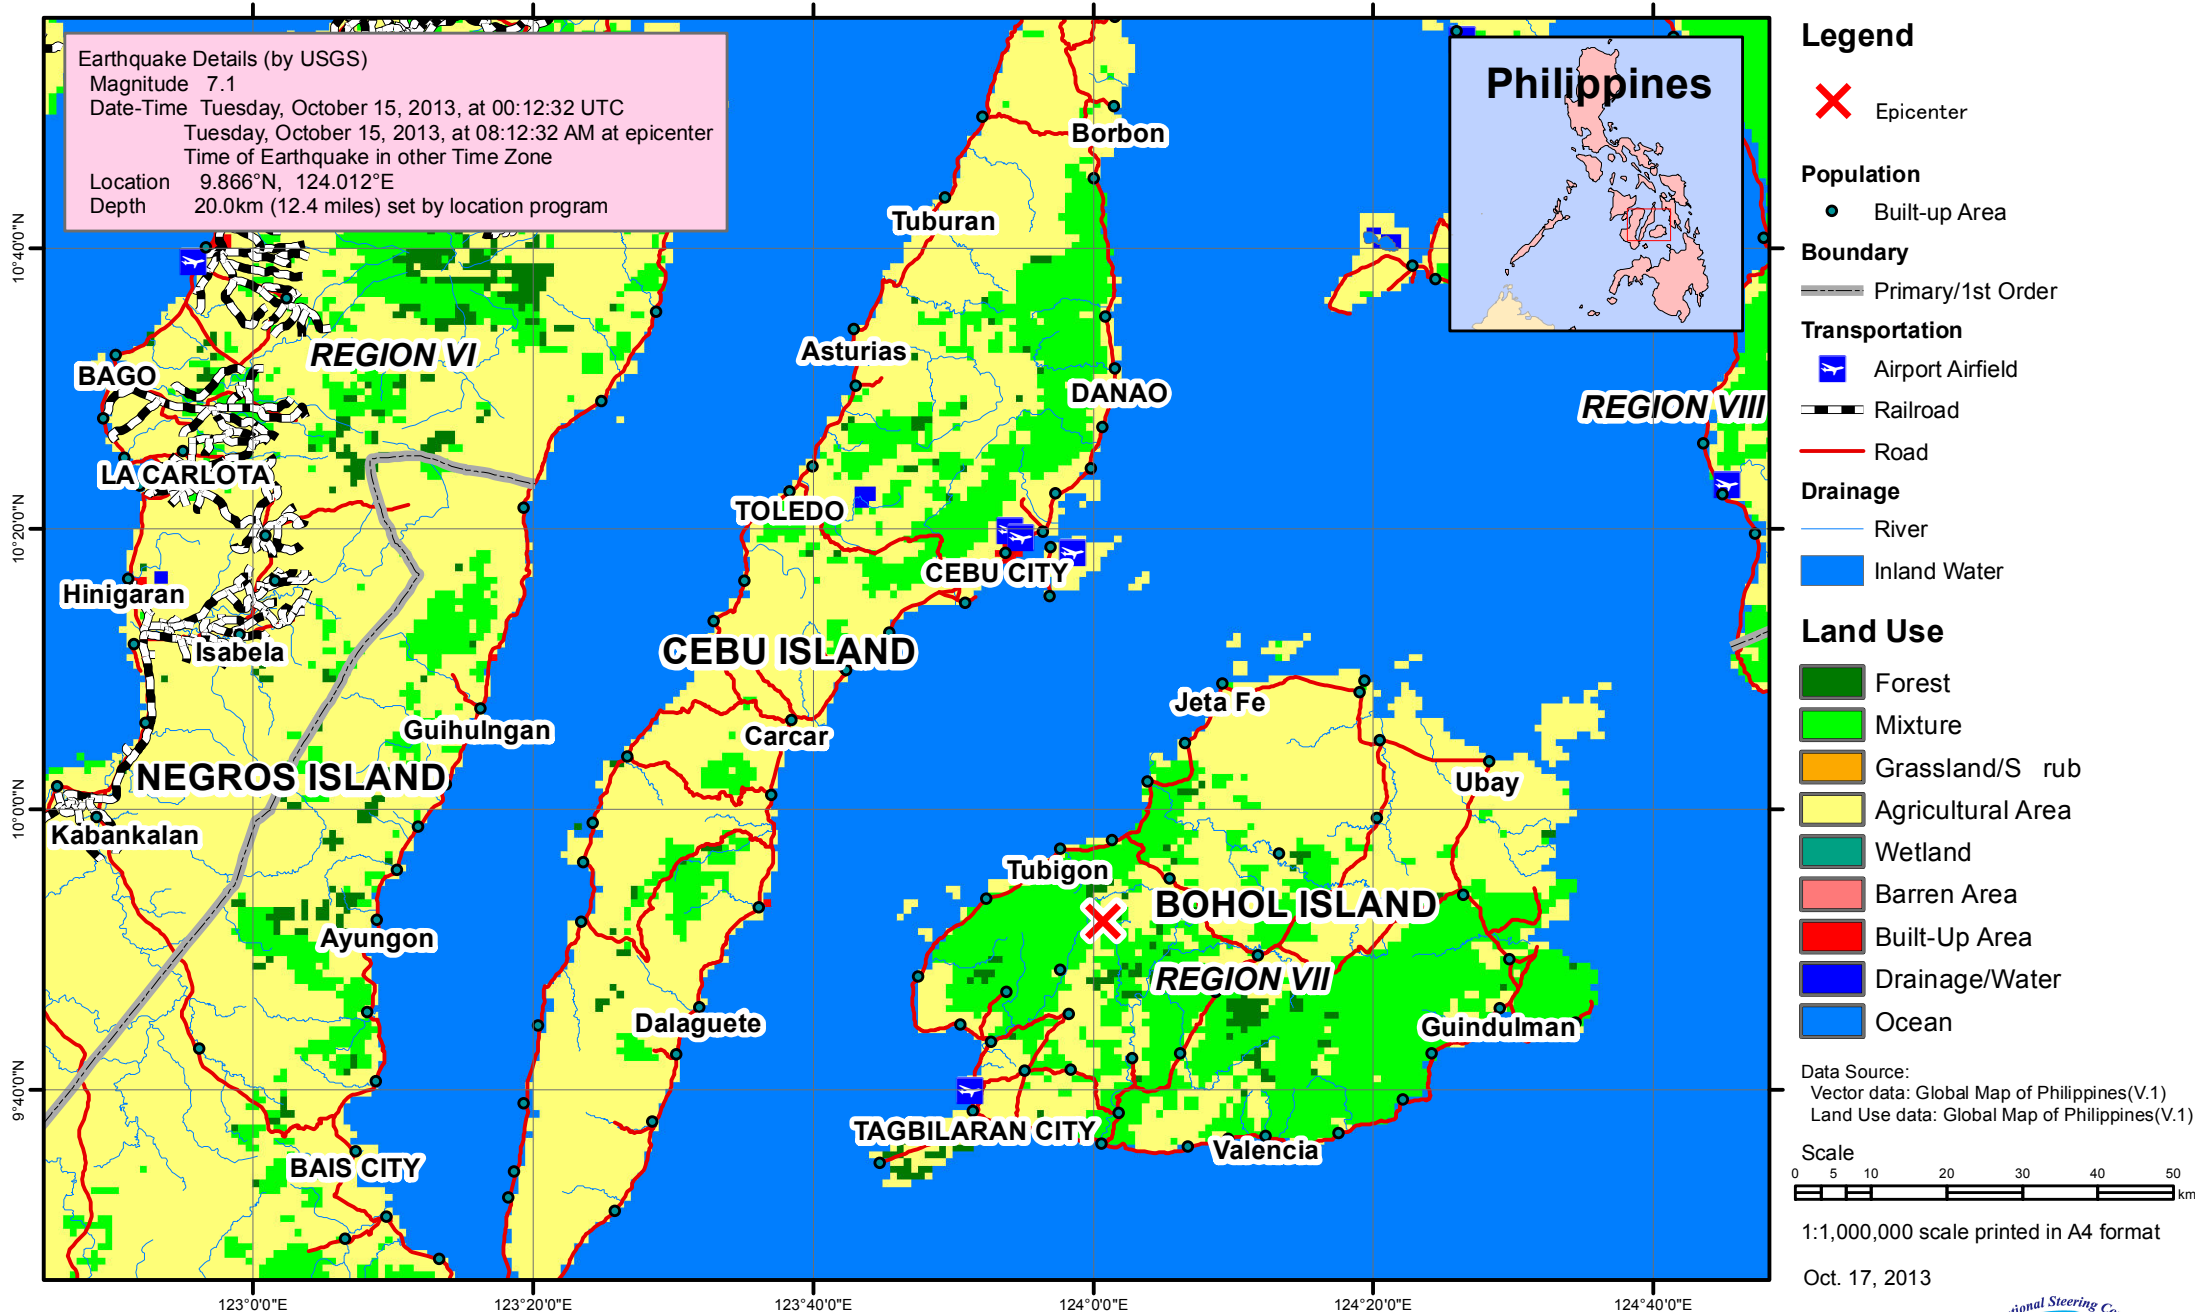 Earthquake Details (by USGS)
Magnitude 7.1
Date-Time Tuesday, October 15, 2013, at 00:12:32 UTC
Tuesday, October 15, 2013, at 08:12:32 AM at epicenter
Time of Earthquake in other Time Zone
Location 9.866°N, 124.012°E
Depth 20.0km (12.4 miles) set by location program
Philippines
Borbon
Tuburan
10°40'0"N
REGION VI
Asturias
BAGO
DANAO
REGION VIII
LA CARLOTA
TOLEDO
10°20'0"N
CEBU CITY
Hinigaran
Isabela
CEBU ISLAND
Jeta Fe
Guihulngan
Carcar
NEGROS ISLAND
Ubay
10°0'0"N
Kabankalan
Tubigon
BOHOL ISLAND
Ayungon
REGION VII
Dalaguete
Guindulman
9°40'0"N
TAGBILARAN CITY
Valencia
BAIS CITY
123°0'0"E
123°20'0"E
123°40'0"E
124°0'0"E
124°20'0"E
124°40'0"E
Legend
Epicenter
Population
Built-up Area
Boundary
Primary/1st Order
Transportation
Airport Airfield
Railroad
Road
Drainage
River
Inland Water
Land Use
Forest
Mixture
Grassland/S rub
Agricultural Area
Wetland
Barren Area
Built-Up Area
Drainage/Water
Ocean
Data Source:
Vector data: Global Map of Philippines(V.1)
Land Use data: Global Map of Philippines(V.1)
Scale
0 5 10 20 30 40 50
km
1:1,000,000 scale printed in A4 format
Oct. 17, 2013
Steering